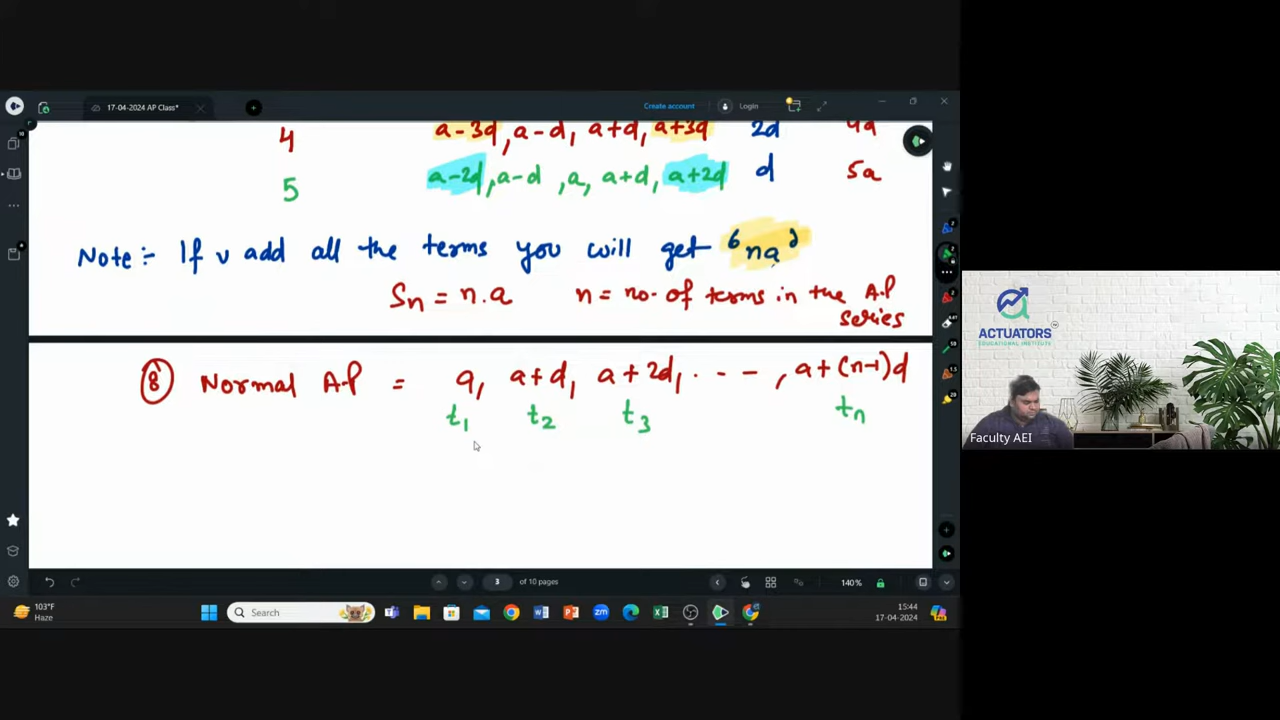 17-04-2024 AP Class*
Create account
Login
4 a-3d, a-d, a+d, a+3d 2d 4a
5 a-2d, a-d, a, a+d, a+2d d 5a
Note:- If v add all the terms you will get ‘na’
Sn = n.a n = no. of terms in the A.P
series
⑧ Normal A.P = a, a+d, a+2d, . - - , a+(n-1)d
t1 t2 t3 tn
ACTUATORS
EDUCATIONAL INSTITUTE
Faculty AEI
3 of 10 pages
140%
103°F
Haze
Search
15:44
17-04-2024